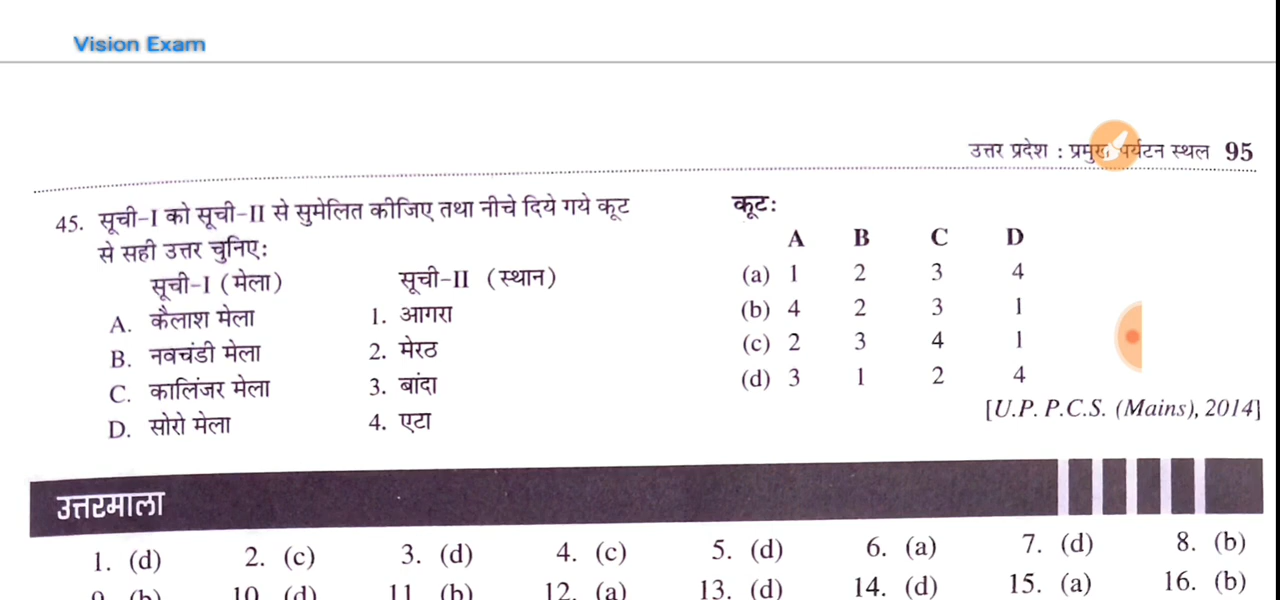 Vision Exam
उत्तर प्रदेश : प्रमुख पर्यटन स्थल 95
45. सूची-I को सूची-II से सुमेलित कीजिए तथा नीचे दिये गये कूट
से सही उत्तर चुनिए:
सूची-I (मेला) सूची-II (स्थान)
A. कैलाश मेला 1. आगरा
B. नवचंडी मेला 2. मेरठ
C. कालिंजर मेला 3. बांदा
D. सोरो मेला 4. एटा
कूट:
A B C D
(a) 1 2 3 4
(b) 4 2 3 1
(c) 2 3 4 1
(d) 3 1 2 4
[U.P. P.C.S. (Mains), 2014]
उत्तरमाला
1. (d) 2. (c) 3. (d) 4. (c) 5. (d) 6. (a) 7. (d) 8. (b)
9. (b) 10. (d) 11. (b) 12. (a) 13. (d) 14. (d) 15. (a) 16. (b)